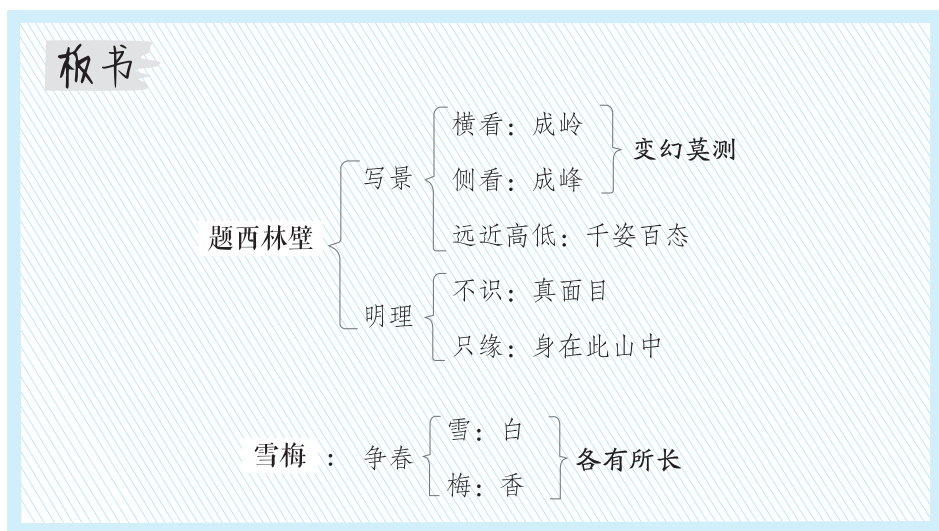 板书
横看：成岭
变幻莫测
写景
侧看：成峰
题西林壁
远近高低：千姿百态
不识：真面目
明理
只缘：身在此山中
雪：白
雪梅：争春
各有所长
梅：香